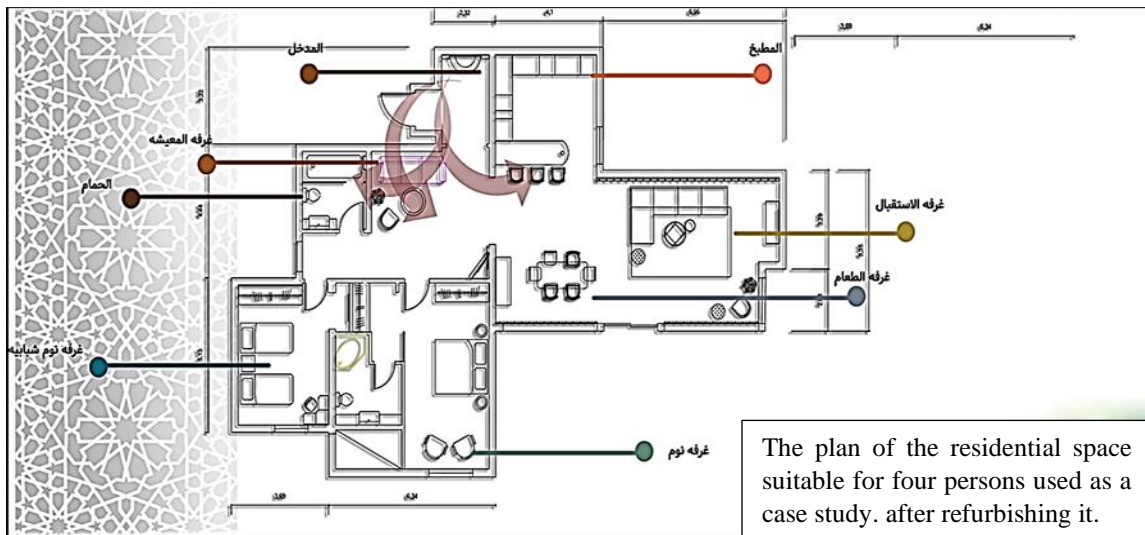 المدخل
المطبخ
غرفه المعيشه
الحمام
غرفه الاستقبال
غرفه الطعام
غرفه نوم شبابيه
غرفه نوم
The plan of the residential space
suitable for four persons used as a
case study. after refurbishing it.